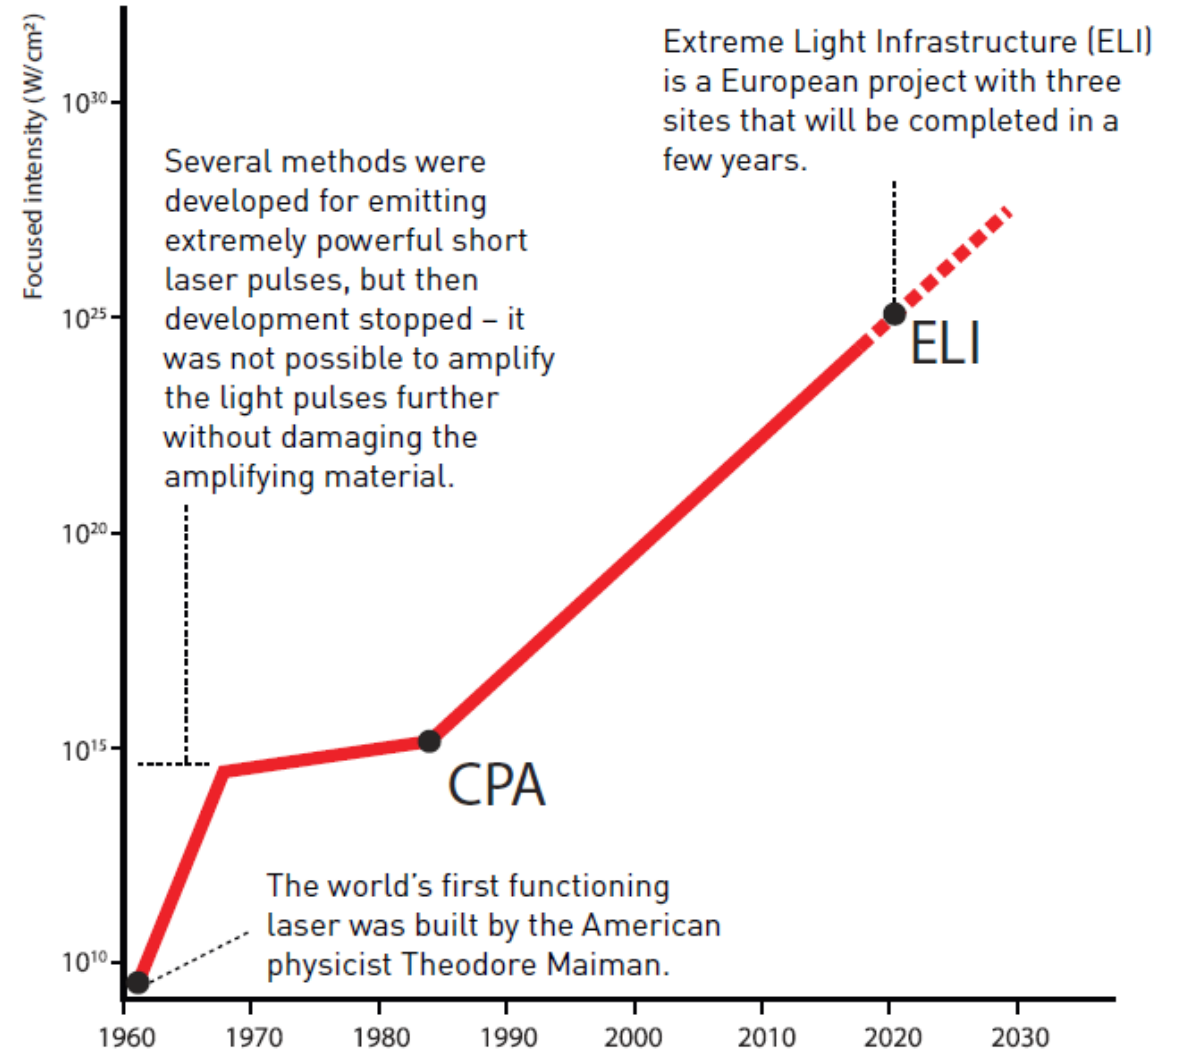 Focused intensity (W/cm²)
10³⁰
10²⁵
10²⁰
10¹⁵
10¹⁰
Several methods were
developed for emitting
extremely powerful short
laser pulses, but then
development stopped – it
was not possible to amplify
the light pulses further
without damaging the
amplifying material.
Extreme Light Infrastructure (ELI)
is a European project with three
sites that will be completed in a
few years.
ELI
CPA
The world’s first functioning
laser was built by the American
physicist Theodore Maiman.
1960 1970 1980 1990 2000 2010 2020 2030